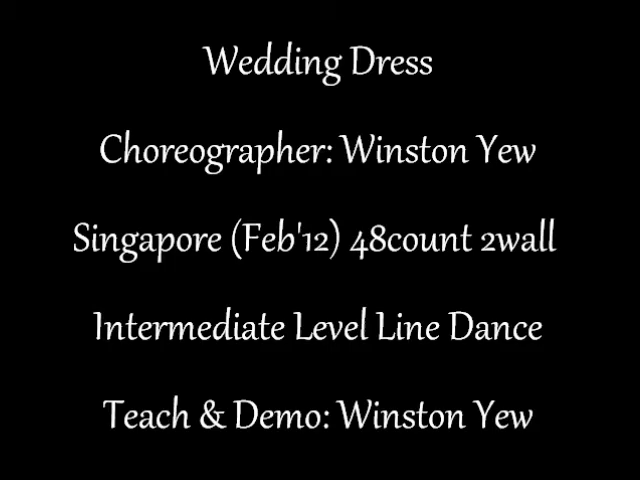 Wedding Dress
Choreographer: Winston Yew
Singapore (Feb'12) 48count 2wall
Intermediate Level Line Dance
Teach & Demo: Winston Yew